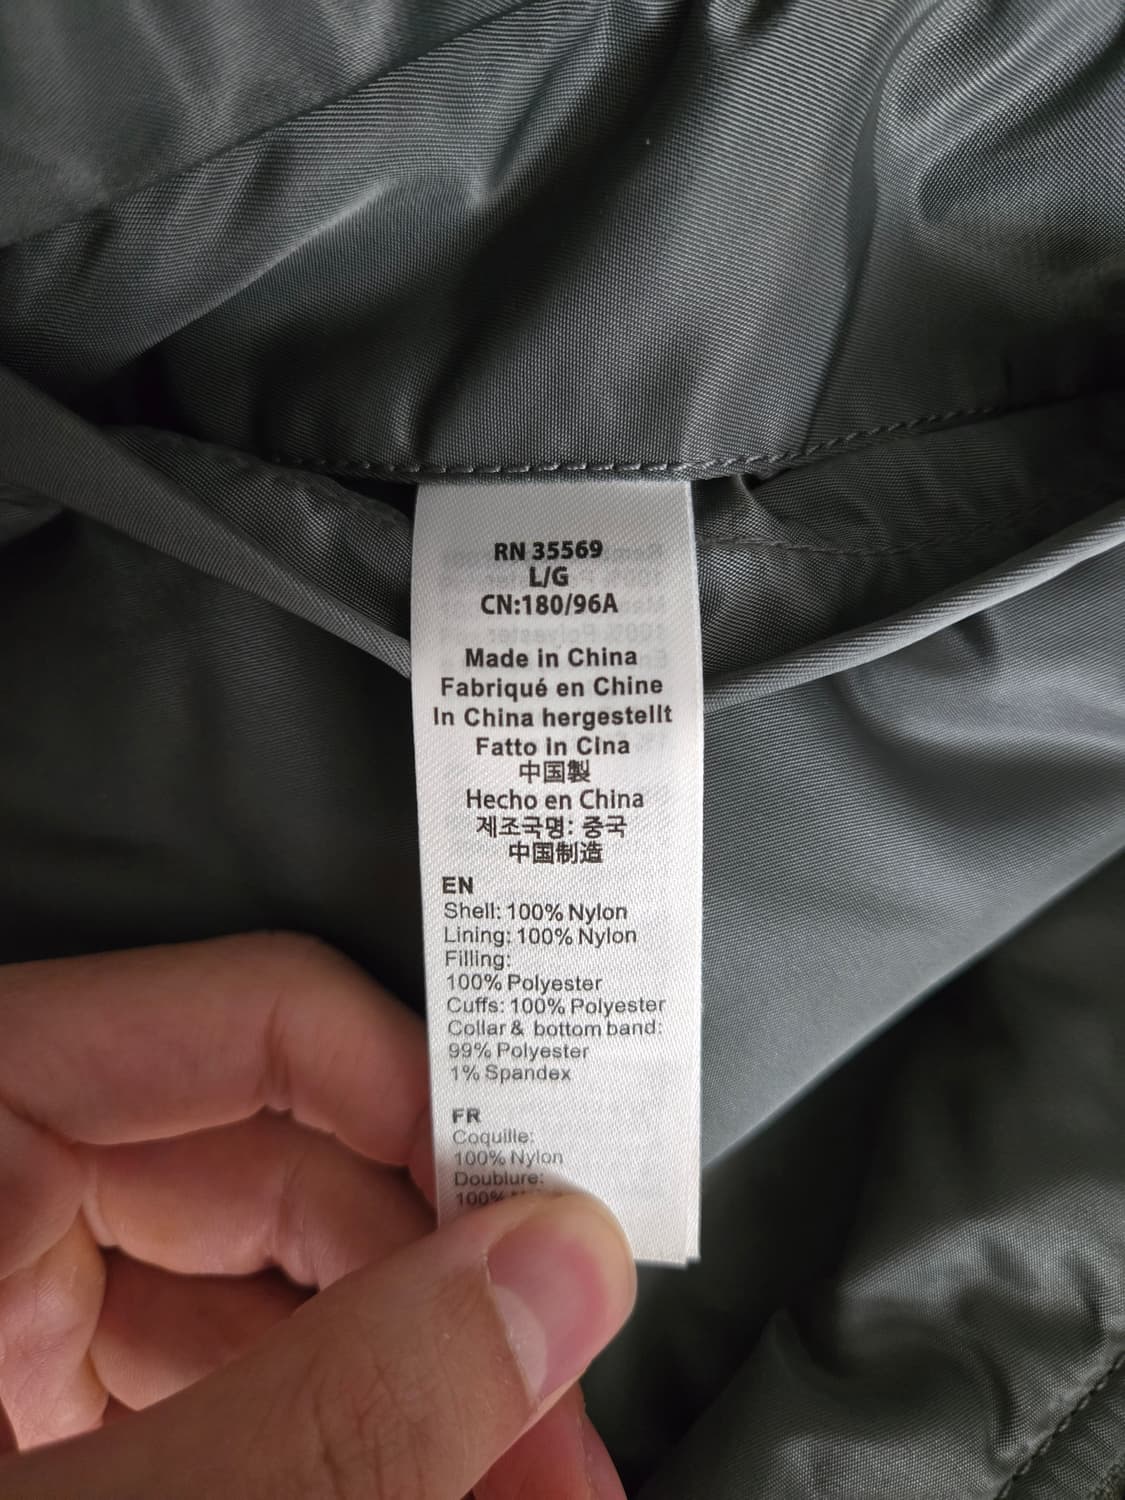 RN 35569
L/G
CN:180/96A
Made in China
Fabriqué en Chine
In China hergestellt
Fatto in Cina
中国製
Hecho en China
제조국명: 중국
中国制造
EN
Shell: 100% Nylon
Lining: 100% Nylon
Filling:
100% Polyester
Cuffs: 100% Polyester
Collar & bottom band:
99% Polyester
1% Spandex
FR
Coquille:
100% Nylon
Doublure:
100%